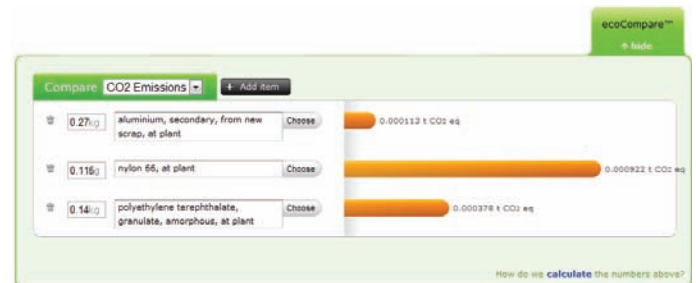 ecoCompare™
↑ hide
Compare CO2 Emissions + Add item
0.27kg aluminium, secondary, from new scrap, at plant Choose 0.000113 t CO2 eq
0.116g nylon 66, at plant Choose 0.000922 t CO2 eq
0.14kg polyethylene terephthalate, granulate, amorphous, at plant Choose 0.000378 t CO2 eq
How do we calculate the numbers above?